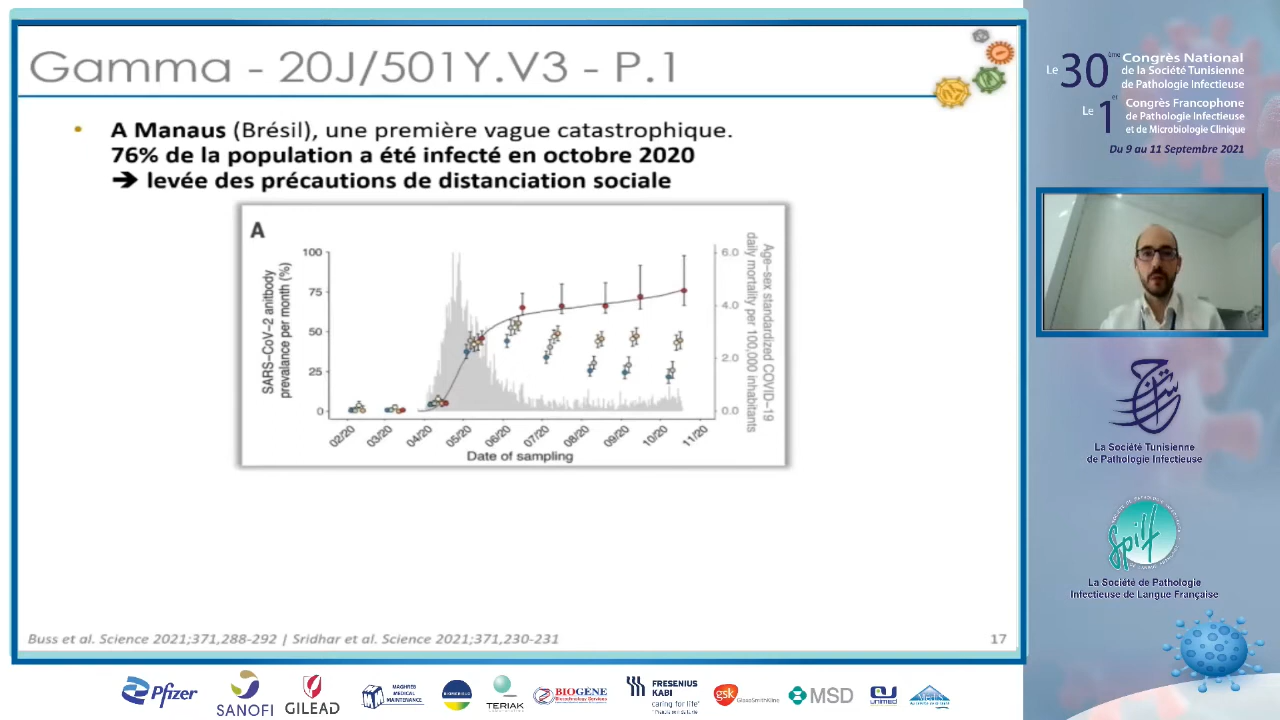 Gamma - 20J/501Y.V3 - P.1
• A Manaus (Brésil), une première vague catastrophique.
76% de la population a été infecté en octobre 2020
➔ levée des précautions de distanciation sociale
A
SARS-CoV-2 anitbody
prevalance per month (%)
100
75
50
25
0
6.0
4.0
2.0
0.0
Age-sex standardized COVID-19
daily mortality per 100,000 inhabitants
02/20
03/20
04/20
05/20
06/20
07/20
08/20
09/20
10/20
11/20
Date of sampling
Buss et al. Science 2021;371,288-292 | Sridhar et al. Science 2021;371,230-231
17
Le 30ème Congrès National
de la Société Tunisienne
de Pathologie Infectieuse
Le 1er Congrès Francophone
de Pathologie Infectieuse
et de Microbiologie Clinique
Du 9 au 11 Septembre 2021
La Société Tunisienne
de Pathologie Infectieuse
Spilf
La Société de Pathologie
Infectieuse de Langue Française
Pfizer
SANOFI
GILEAD
MAGHREB
MEDICAL
MAINTENANCE
TERIAK
BIOGENE
Biotechnology Services
FRESENIUS
KABI
caring for life
gsk
GlaxoSmithKline
MSD
UNIMED